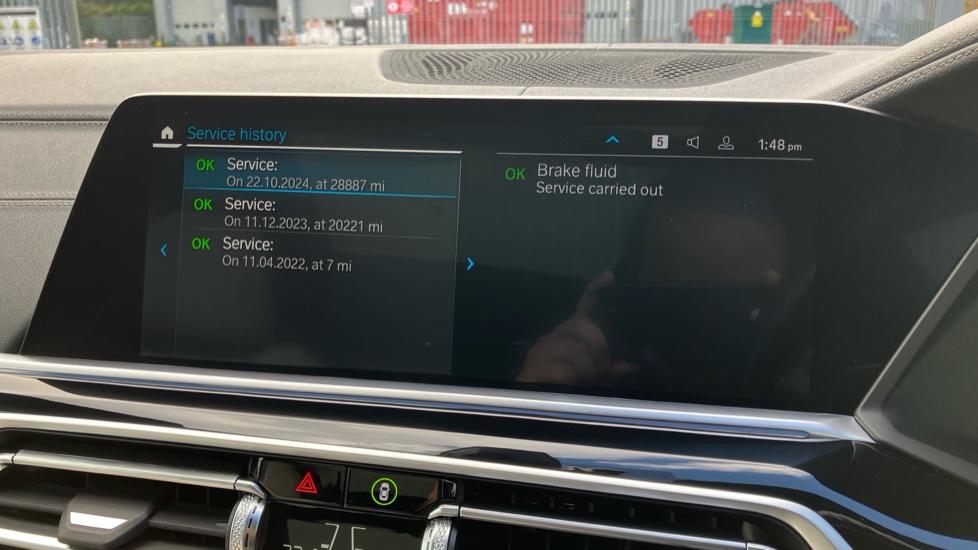 Service history
5
1:48 pm
OK Service:
On 22.10.2024, at 28887 mi
OK Service:
On 11.12.2023, at 20221 mi
OK Service:
On 11.04.2022, at 7 mi
OK Brake fluid
Service carried out